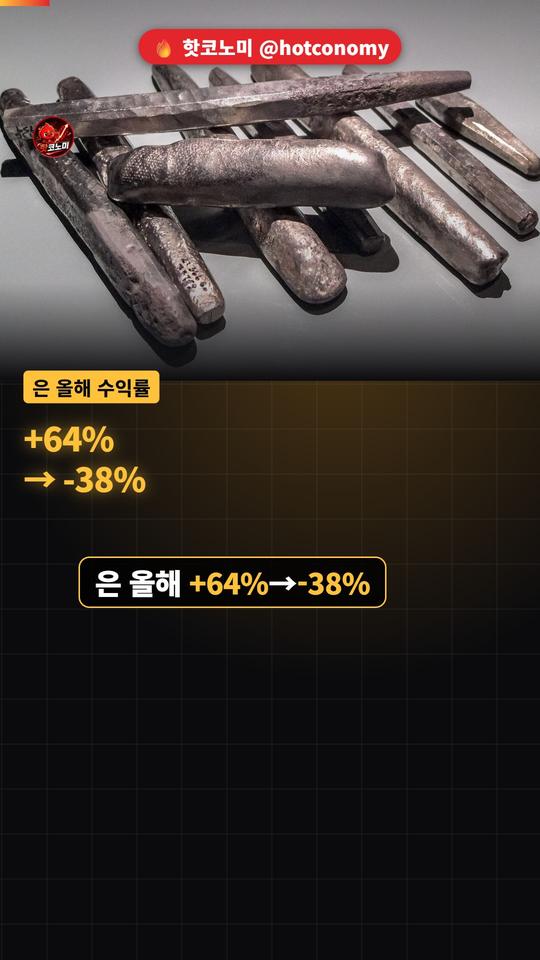 🔥 핫코노미 @hotconomy
핫코노미
은 올해 수익률
+64%
→ -38%
은 올해 +64%→-38%